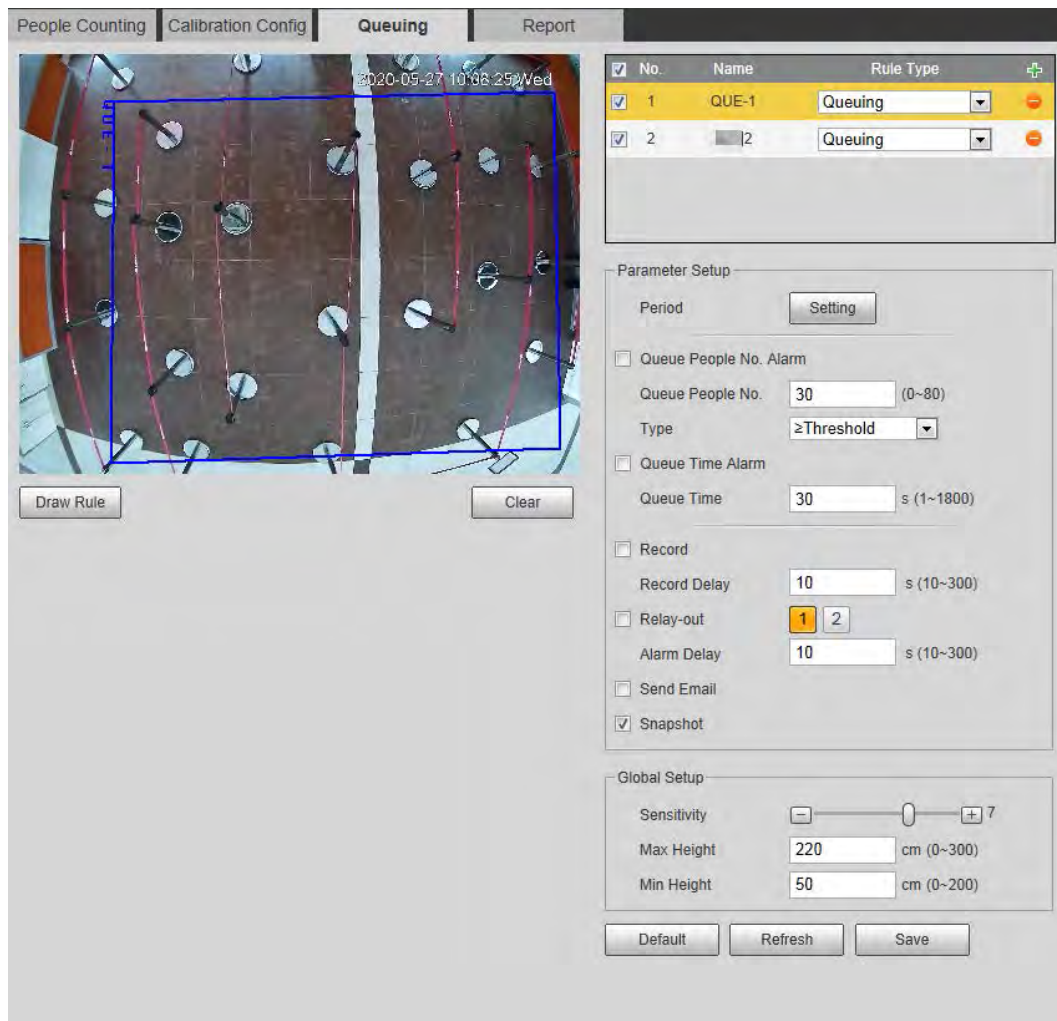 People Counting Calibration Config Queuing Report
2020-05-27 10:08:25 Wed
QUE-1
No. Name Rule Type
1 QUE-1 Queuing
2 2 Queuing
Parameter Setup
Period Setting
Queue People No. Alarm
Queue People No. 30 (0~80)
Type ≥Threshold
Queue Time Alarm
Queue Time 30 s (1~1800)
Record
Record Delay 10 s (10~300)
Relay-out 1 2
Alarm Delay 10 s (10~300)
Send Email
Snapshot
Global Setup
Sensitivity 7
Max Height 220 cm (0~300)
Min Height 50 cm (0~200)
Default Refresh Save
Draw Rule Clear